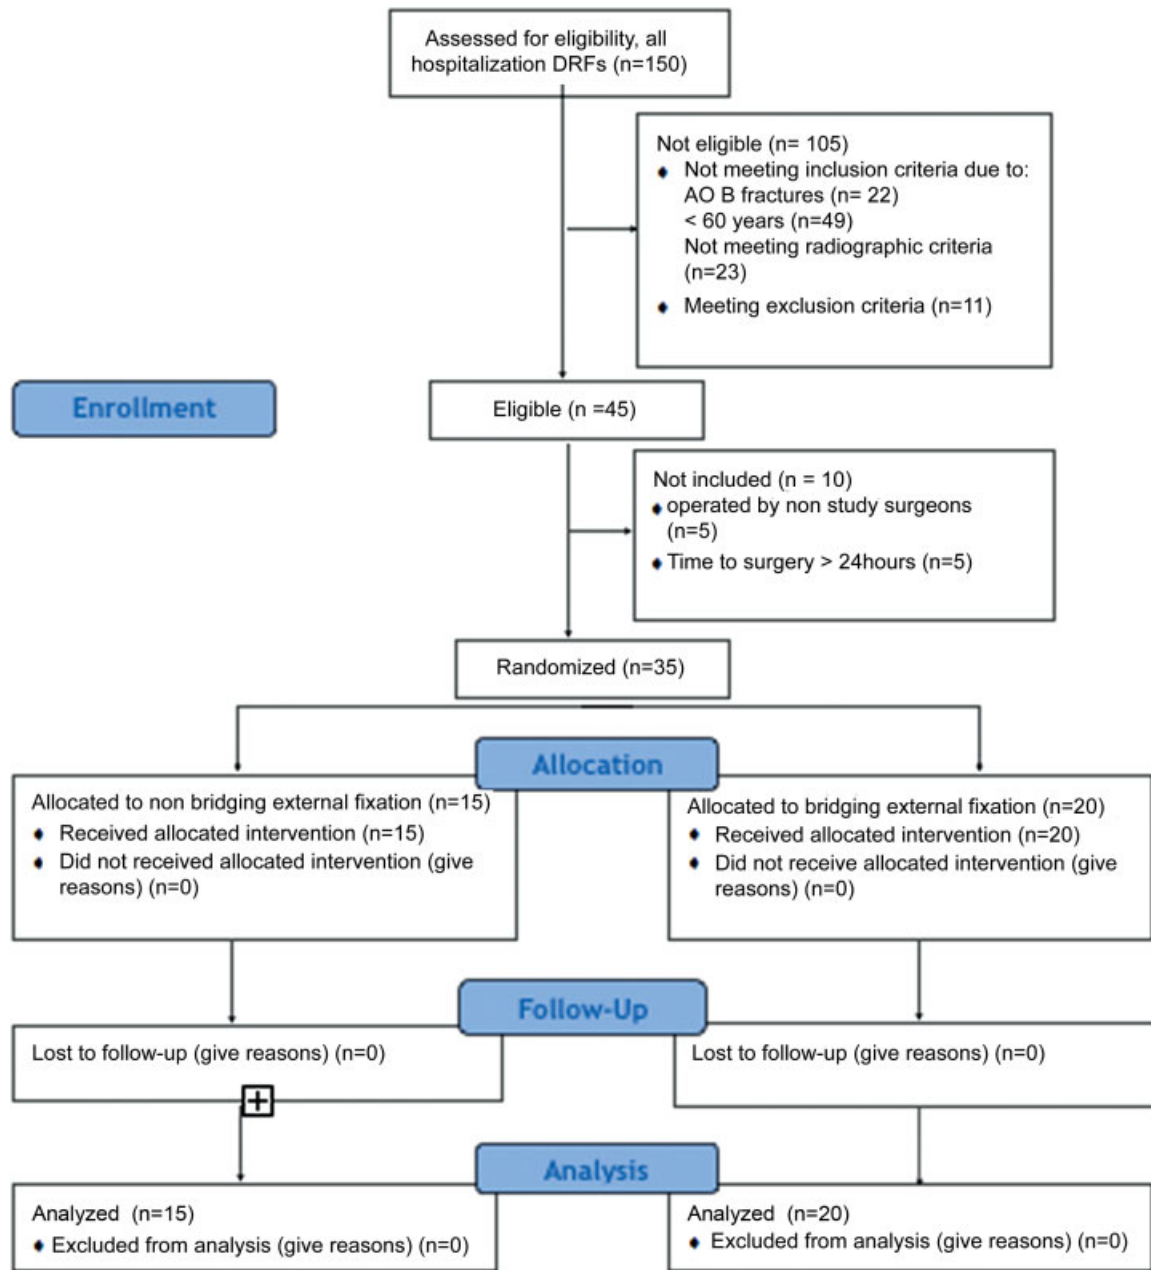 Assessed for eligibility, all
hospitalization DRFs (n=150)
Not eligible (n= 105)
♦ Not meeting inclusion criteria due to:
AO B fractures (n= 22)
< 60 years (n=49)
Not meeting radiographic criteria
(n=23)
♦ Meeting exclusion criteria (n=11)
Enrollment
Eligible (n =45)
Not included (n = 10)
♦ operated by non study surgeons
(n=5)
♦ Time to surgery > 24hours (n=5)
Randomized (n=35)
Allocation
Allocated to non bridging external fixation (n=15)
♦ Received allocated intervention (n=15)
♦ Did not received allocated intervention (give
reasons) (n=0)
Allocated to bridging external fixation (n=20)
♦ Received allocated intervention (n=20)
♦ Did not receive allocated intervention (give
reasons) (n=0)
Follow-Up
Lost to follow-up (give reasons) (n=0)
Lost to follow-up (give reasons) (n=0)
Analysis
Analyzed (n=15)
♦ Excluded from analysis (give reasons) (n=0)
Analyzed (n=20)
♦ Excluded from analysis (give reasons) (n=0)